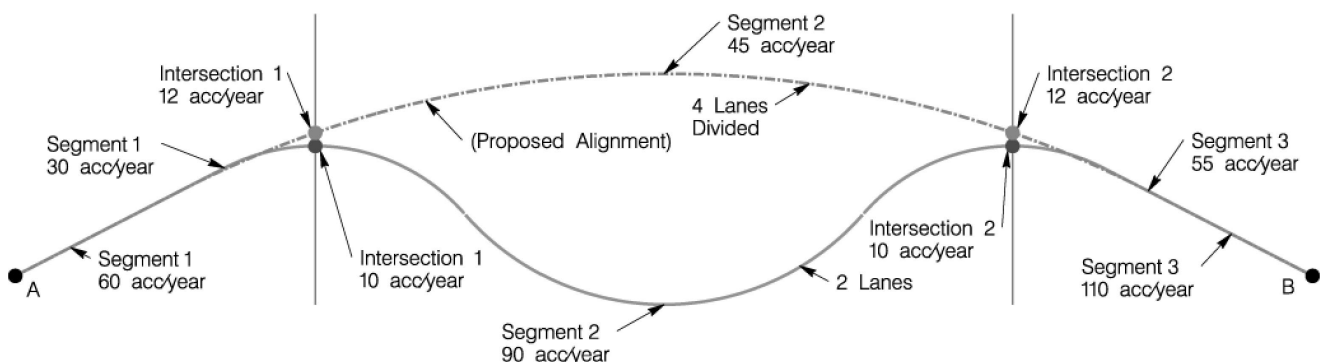 Segment 2
45 acc/year
Intersection 1
12 acc/year
Intersection 2
12 acc/year
4 Lanes
Divided
(Proposed Alignment)
Segment 1
30 acc/year
Segment 3
55 acc/year
Segment 1
60 acc/year
A
Intersection 1
10 acc/year
Intersection 2
10 acc/year
2 Lanes
Segment 3
110 acc/year
B
Segment 2
90 acc/year